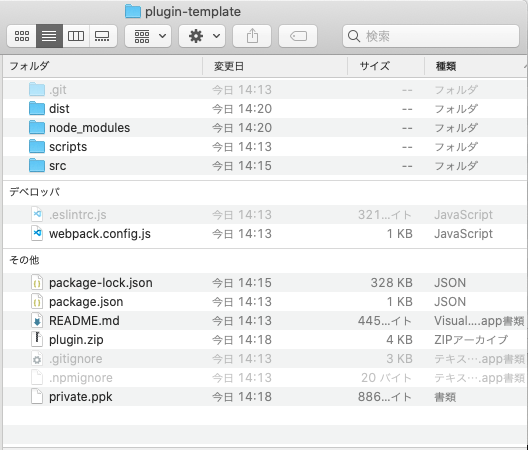 plugin-template
検索
フォルダ 変更日 サイズ 種類
.git 今日 14:13 -- フォルダ
dist 今日 14:20 -- フォルダ
node_modules 今日 14:20 -- フォルダ
scripts 今日 14:13 -- フォルダ
src 今日 14:15 -- フォルダ
デベロッパ
.eslintrc.js 今日 14:13 321...イト JavaScript
webpack.config.js 今日 14:13 1 KB JavaScript
その他
package-lock.json 今日 14:15 328 KB JSON
package.json 今日 14:13 1 KB JSON
README.md 今日 14:13 445...イト Visual....app書類
plugin.zip 今日 14:18 4 KB ZIPアーカイブ
.gitignore 今日 14:13 3 KB テキス....app書類
.npmignore 今日 14:13 20 バイト テキス....app書類
private.ppk 今日 14:18 886...イト 書類